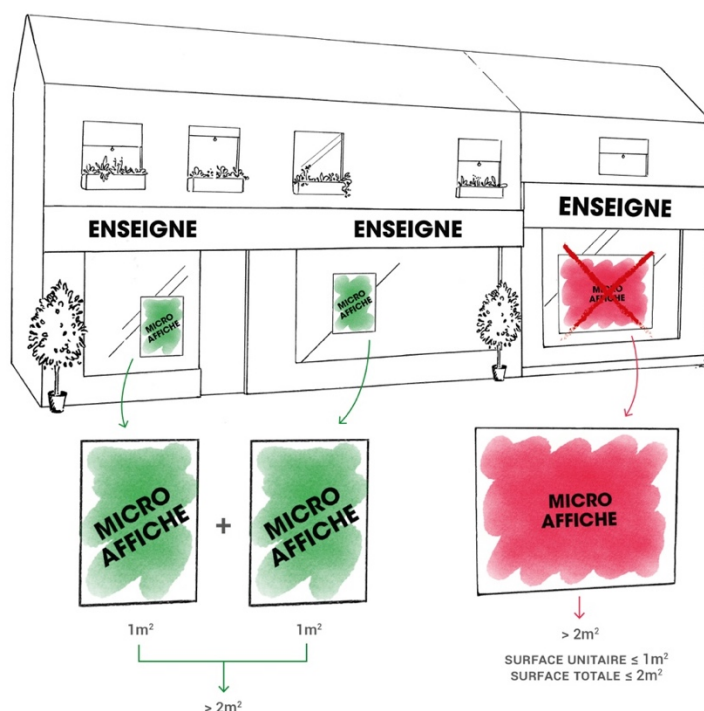 ENSEIGNE
ENSEIGNE
ENSEIGNE
MICRO
AFFICHE
MICRO
AFFICHE
MICRO
AFFICHE
MICRO
AFFICHE
+
MICRO
AFFICHE
MICRO
AFFICHE
1m²
1m²
> 2m²
> 2m²
SURFACE UNITAIRE ≤ 1m²
SURFACE TOTALE ≤ 2m²